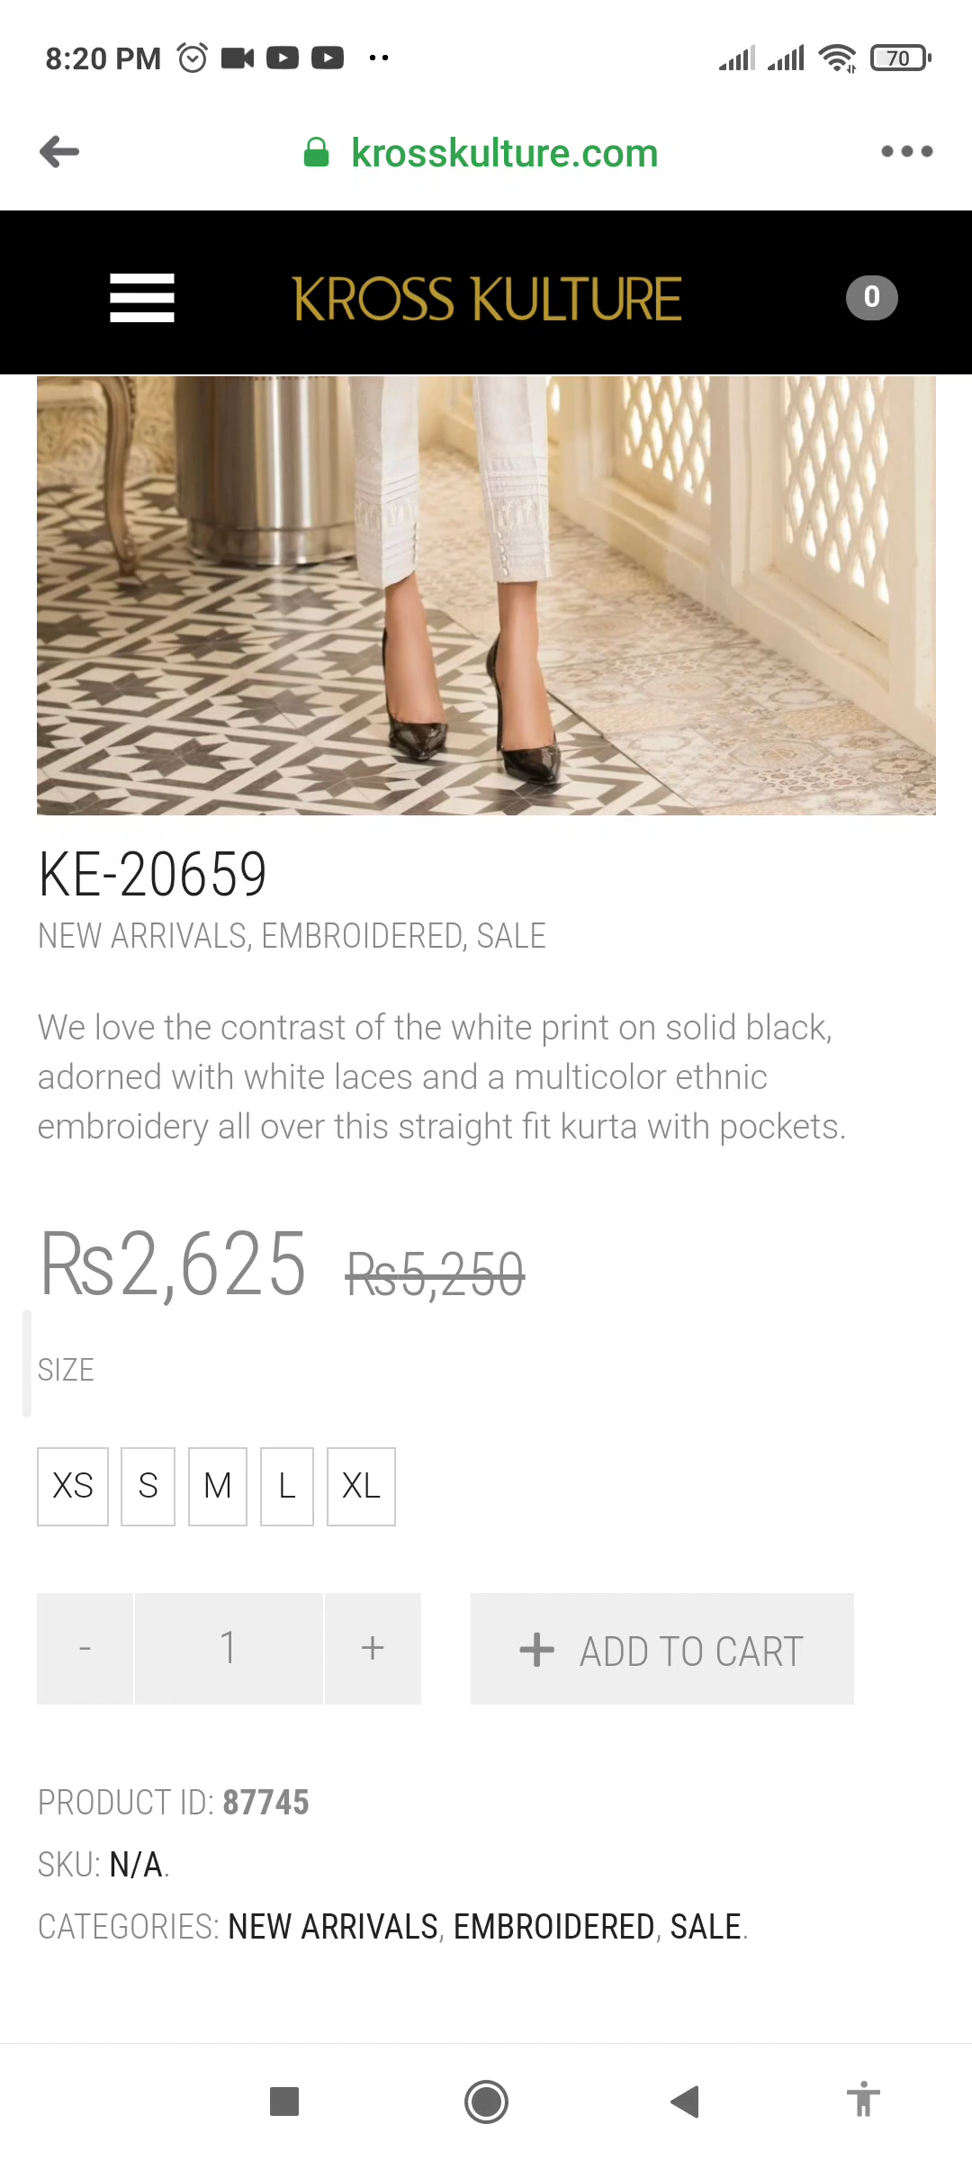 8:20 PM
70
krosskulture.com
KROSS KULTURE
0
KE-20659
NEW ARRIVALS, EMBROIDERED, SALE
We love the contrast of the white print on solid black,
adorned with white laces and a multicolor ethnic
embroidery all over this straight fit kurta with pockets.
₨2,625 ₨5,250
SIZE
XS S M L XL
- 1 + + ADD TO CART
PRODUCT ID: 87745
SKU: N/A.
CATEGORIES: NEW ARRIVALS, EMBROIDERED, SALE.